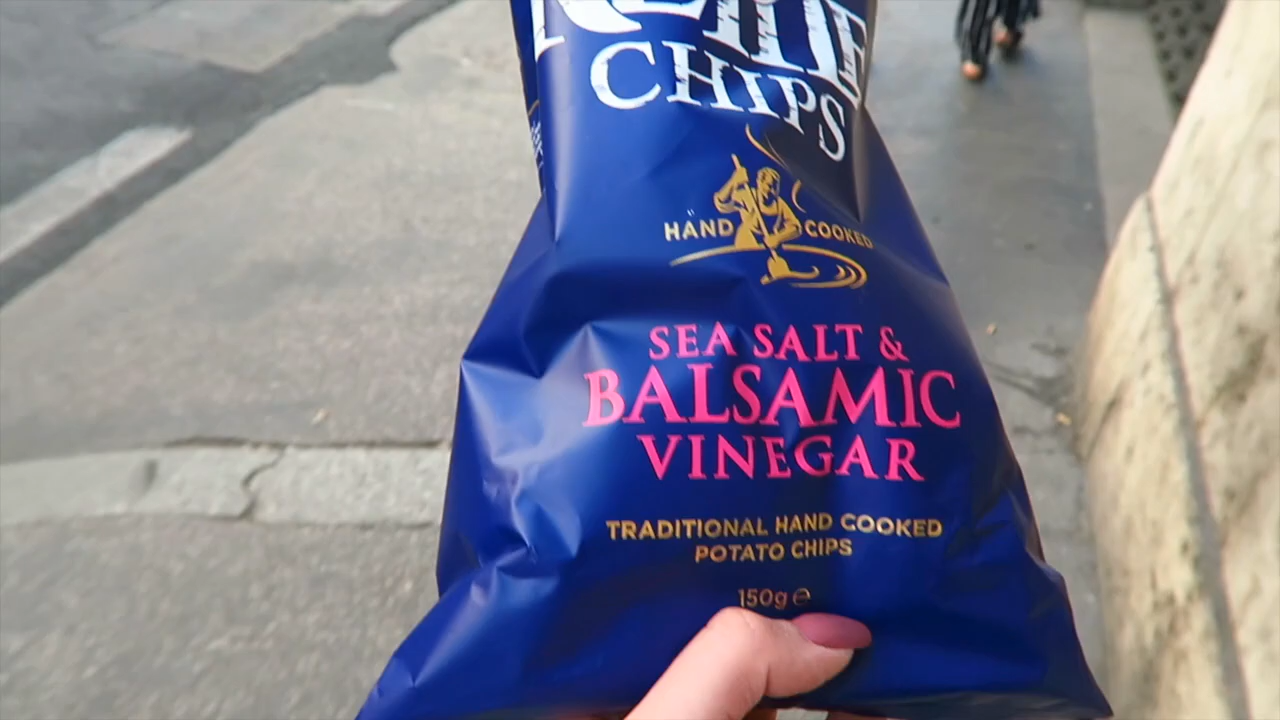 CHIPS
HAND COOKED
SEA SALT &
BALSAMIC
VINEGAR
TRADITIONAL HAND COOKED
POTATO CHIPS
150g ℮